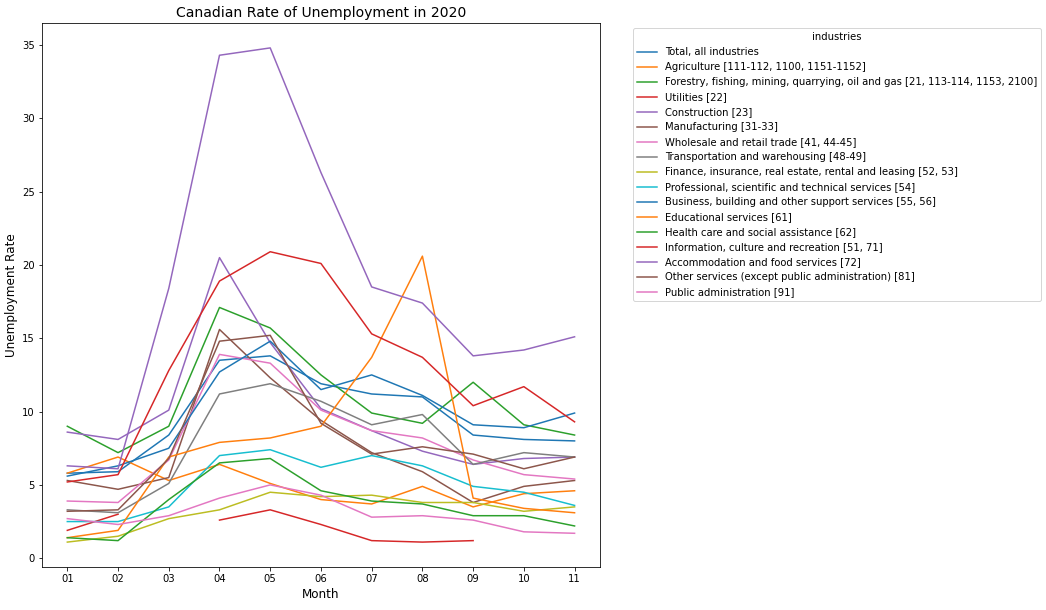 Canadian Rate of Unemployment in 2020
industries
Total, all industries
Agriculture [111-112, 1100, 1151-1152]
Forestry, fishing, mining, quarrying, oil and gas [21, 113-114, 1153, 2100]
Utilities [22]
Construction [23]
Manufacturing [31-33]
Wholesale and retail trade [41, 44-45]
Transportation and warehousing [48-49]
Finance, insurance, real estate, rental and leasing [52, 53]
Professional, scientific and technical services [54]
Business, building and other support services [55, 56]
Educational services [61]
Health care and social assistance [62]
Information, culture and recreation [51, 71]
Accommodation and food services [72]
Other services (except public administration) [81]
Public administration [91]
Unemployment Rate
35
30
25
20
15
10
5
0
01 02 03 04 05 06 07 08 09 10 11
Month